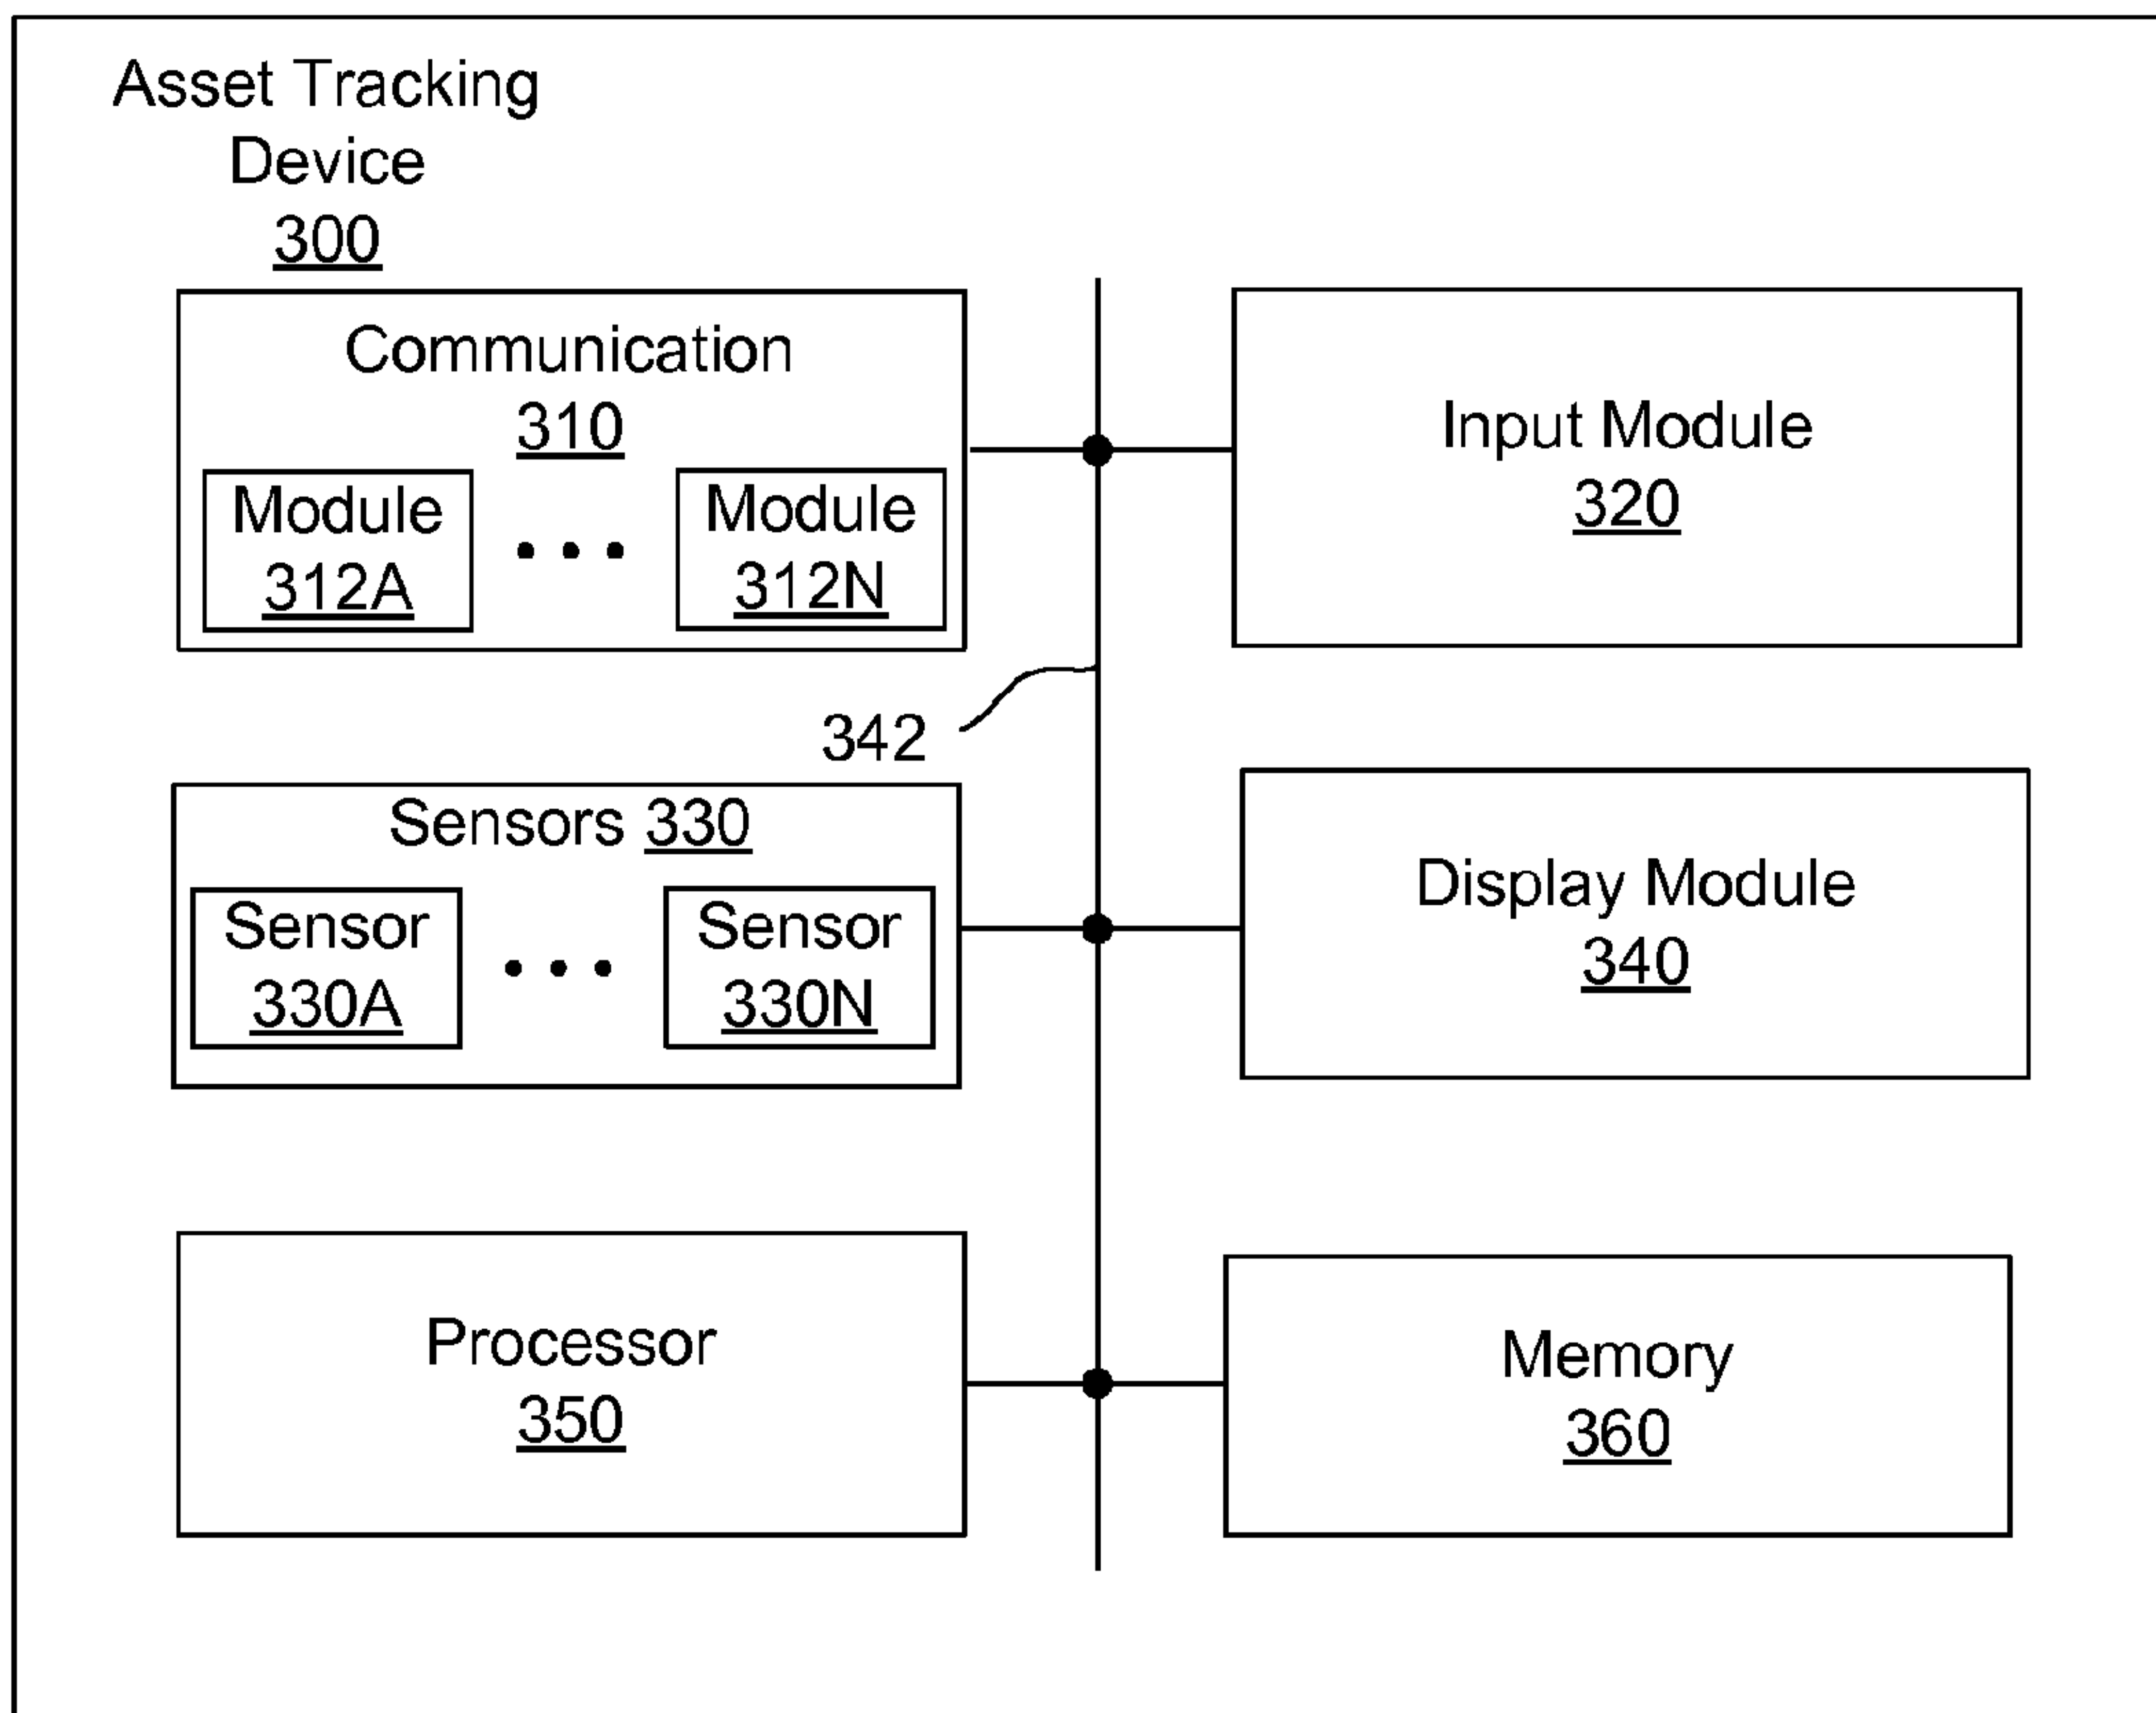 Asset Tracking
Device
300
Communication
310
Module
312A
Module
312N
Input Module
320
342
Sensors 330
Sensor
330A
Sensor
330N
Display Module
340
Processor
350
Memory
360